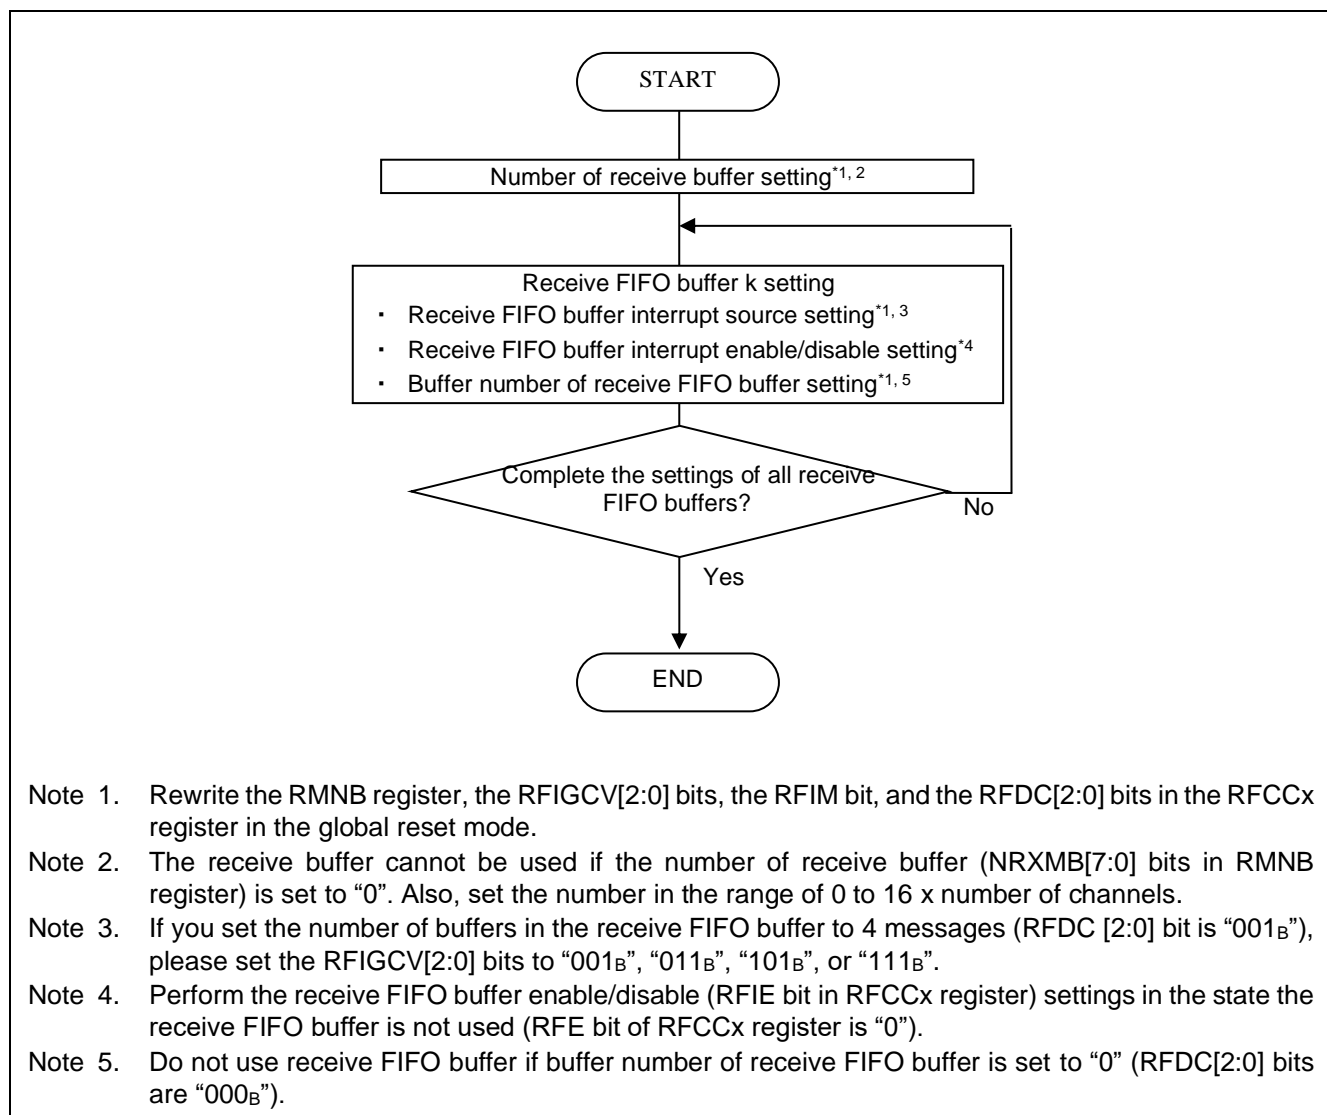 START
Number of receive buffer setting*1, 2
Receive FIFO buffer k setting
・ Receive FIFO buffer interrupt source setting*1, 3
・ Receive FIFO buffer interrupt enable/disable setting*4
・ Buffer number of receive FIFO buffer setting*1, 5
Complete the settings of all receive
FIFO buffers?
No
Yes
END
Note 1. Rewrite the RMNB register, the RFIGCV[2:0] bits, the RFIM bit, and the RFDC[2:0] bits in the RFCCx
register in the global reset mode.
Note 2. The receive buffer cannot be used if the number of receive buffer (NRXMB[7:0] bits in RMNB
register) is set to “0”. Also, set the number in the range of 0 to 16 x number of channels.
Note 3. If you set the number of buffers in the receive FIFO buffer to 4 messages (RFDC [2:0] bit is “001B”),
please set the RFIGCV[2:0] bits to “001B”, “011B”, “101B”, or “111B”.
Note 4. Perform the receive FIFO buffer enable/disable (RFIE bit in RFCCx register) settings in the state the
receive FIFO buffer is not used (RFE bit of RFCCx register is “0”).
Note 5. Do not use receive FIFO buffer if buffer number of receive FIFO buffer is set to “0” (RFDC[2:0] bits
are “000B”).